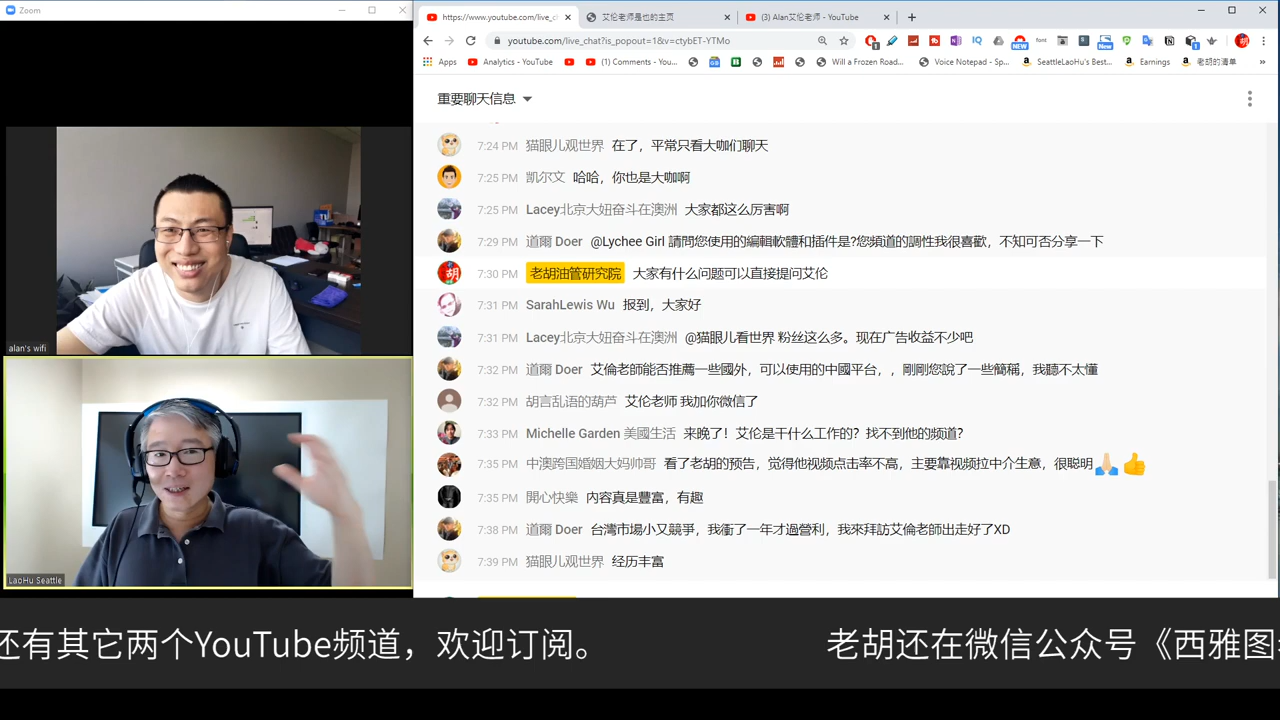 Zoom
https://www.youtube.com/live_c
艾伦老师是也的主页
(3) Alan艾伦老师 - YouTube
youtube.com/live_chat?is_popout=1&v=ctybET-YTMo
Apps
Analytics - YouTube
(1) Comments - You...
Will a Frozen Road...
Voice Notepad - Sp...
SeattleLaoHu's Best...
Earnings
老胡的清单
»
重要聊天信息
7:24 PM 猫眼儿观世界 在了，平常只看大咖们聊天
7:25 PM 凯尔文 哈哈，你也是大咖啊
7:25 PM Lacey北京大妞奋斗在澳洲 大家都这么厉害啊
7:29 PM 道爾 Doer @Lychee Girl 請問您使用的編輯軟體和插件是?您頻道的調性我很喜歡，不知可否分享一下
7:30 PM 老胡油管研究院 大家有什么问题可以直接提问艾伦
7:31 PM SarahLewis Wu 报到，大家好
7:31 PM Lacey北京大妞奋斗在澳洲 @猫眼儿看世界 粉丝这么多。现在广告收益不少吧
7:32 PM 道爾 Doer 艾倫老師能否推薦一些國外，可以使用的中國平台，，剛剛您說了一些簡稱，我聽不太懂
7:32 PM 胡言乱语的葫芦 艾伦老师 我加你微信了
7:33 PM Michelle Garden 美國生活 来晚了！艾伦是干什么工作的？找不到他的频道?
7:35 PM 中澳跨国婚姻大妈帅哥 看了老胡的预告，觉得他视频点击率不高，主要靠视频拉中介生意，很聪明🙏🏻👍
7:35 PM 開心快樂 內容真是豐富，有趣
7:38 PM 道爾 Doer 台灣市場小又競爭，我衝了一年才過營利，我來拜訪艾倫老師出走好了XD
7:39 PM 猫眼儿观世界 经历丰富
alan's wifi
LaoHu Seattle
还有其它两个YouTube频道，欢迎订阅。
老胡还在微信公众号《西雅图